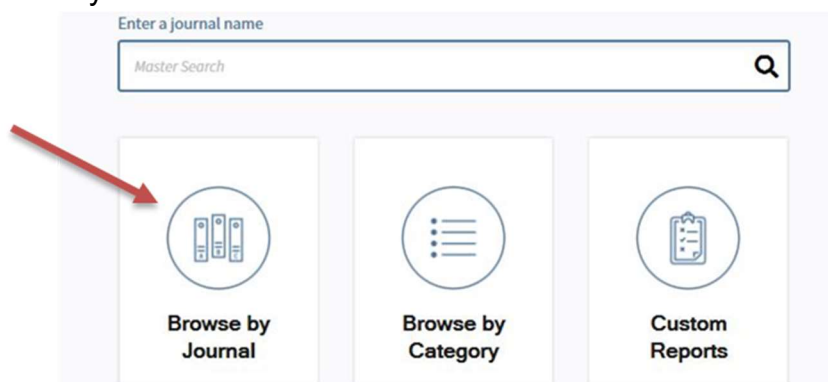 Enter a journal name
Master Search
Browse by
Journal
Browse by
Category
Custom
Reports